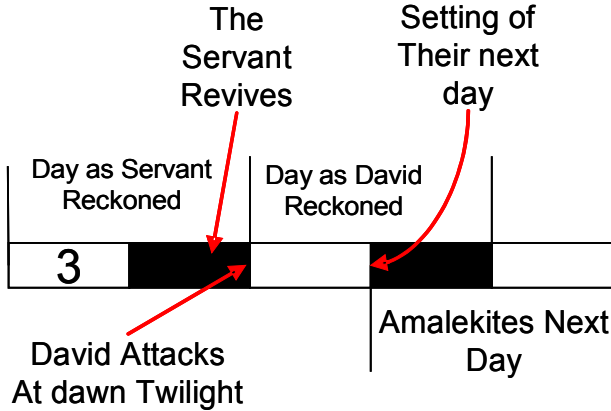 The
Servant
Revives
Setting of
Their next
day
Day as Servant
Reckoned
Day as David
Reckoned
3
David Attacks
At dawn Twilight
Amalekites Next
Day